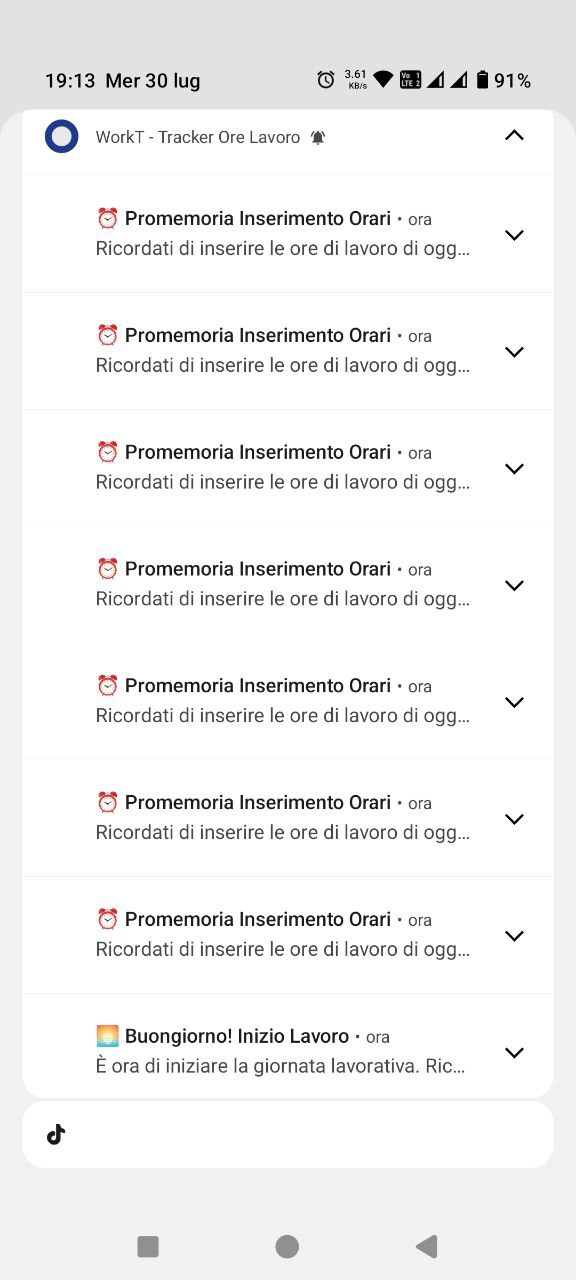 19:13 Mer 30 lug 3.61 KB/s Vo 1 LTE 2 91%
WorkT - Tracker Ore Lavoro
⏰ Promemoria Inserimento Orari • ora
Ricordati di inserire le ore di lavoro di ogg...
⏰ Promemoria Inserimento Orari • ora
Ricordati di inserire le ore di lavoro di ogg...
⏰ Promemoria Inserimento Orari • ora
Ricordati di inserire le ore di lavoro di ogg...
⏰ Promemoria Inserimento Orari • ora
Ricordati di inserire le ore di lavoro di ogg...
⏰ Promemoria Inserimento Orari • ora
Ricordati di inserire le ore di lavoro di ogg...
⏰ Promemoria Inserimento Orari • ora
Ricordati di inserire le ore di lavoro di ogg...
⏰ Promemoria Inserimento Orari • ora
Ricordati di inserire le ore di lavoro di ogg...
🌅 Buongiorno! Inizio Lavoro • ora
È ora di iniziare la giornata lavorativa. Ric...